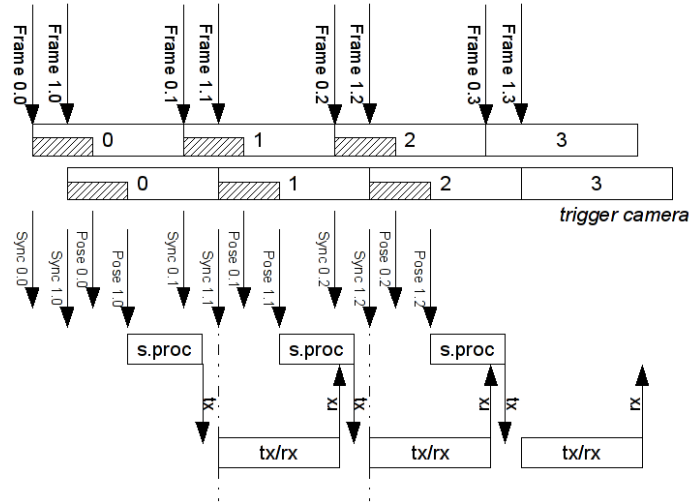 Frame 0.0
Frame 1.0
Frame 0.1
Frame 1.1
Frame 0.2
Frame 1.2
Frame 0.3
Frame 1.3
0
1
2
3
0
1
2
3
trigger camera
Sync 0.0
Sync 1.0
Pose 0.0
Pose 1.0
Sync 0.1
Sync 1.1
Pose 0.1
Pose 1.1
Sync 0.2
Sync 1.2
Pose 0.2
Pose 1.2
s.proc
s.proc
s.proc
tx
rx
tx
rx
tx
rx
tx/rx
tx/rx
tx/rx